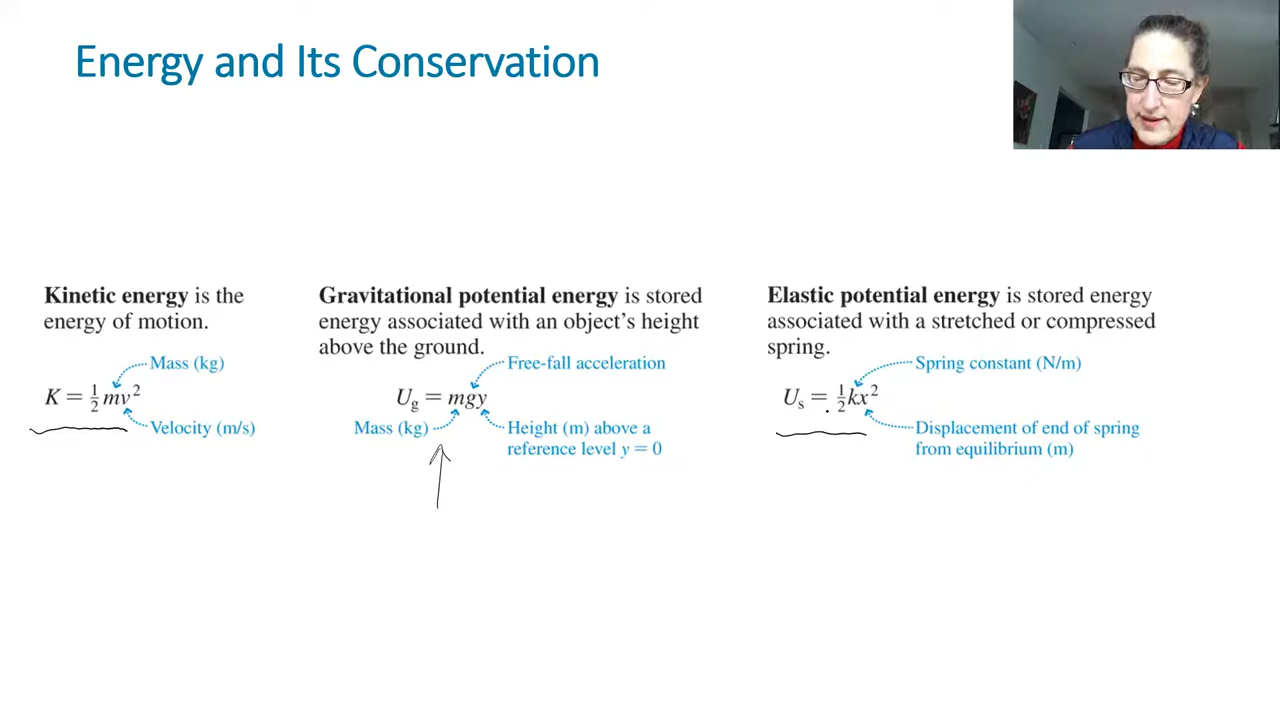 Energy and Its Conservation
Kinetic energy is the
energy of motion.
Mass (kg)
K = ½mv²
Velocity (m/s)
Gravitational potential energy is stored
energy associated with an object’s height
above the ground.
Free-fall acceleration
U_g = mgy
Mass (kg)
Height (m) above a
reference level y = 0
Elastic potential energy is stored energy
associated with a stretched or compressed
spring.
Spring constant (N/m)
U_s = ½kx²
Displacement of end of spring
from equilibrium (m)